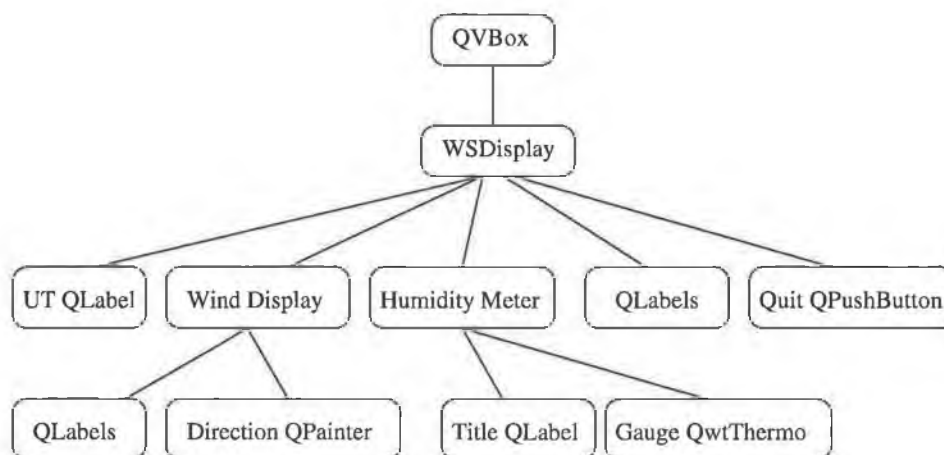 QVBox
WSDisplay
UT QLabel
Wind Display
Humidity Meter
QLabels
Quit QPushButton
QLabels
Direction QPainter
Title QLabel
Gauge QwtThermo